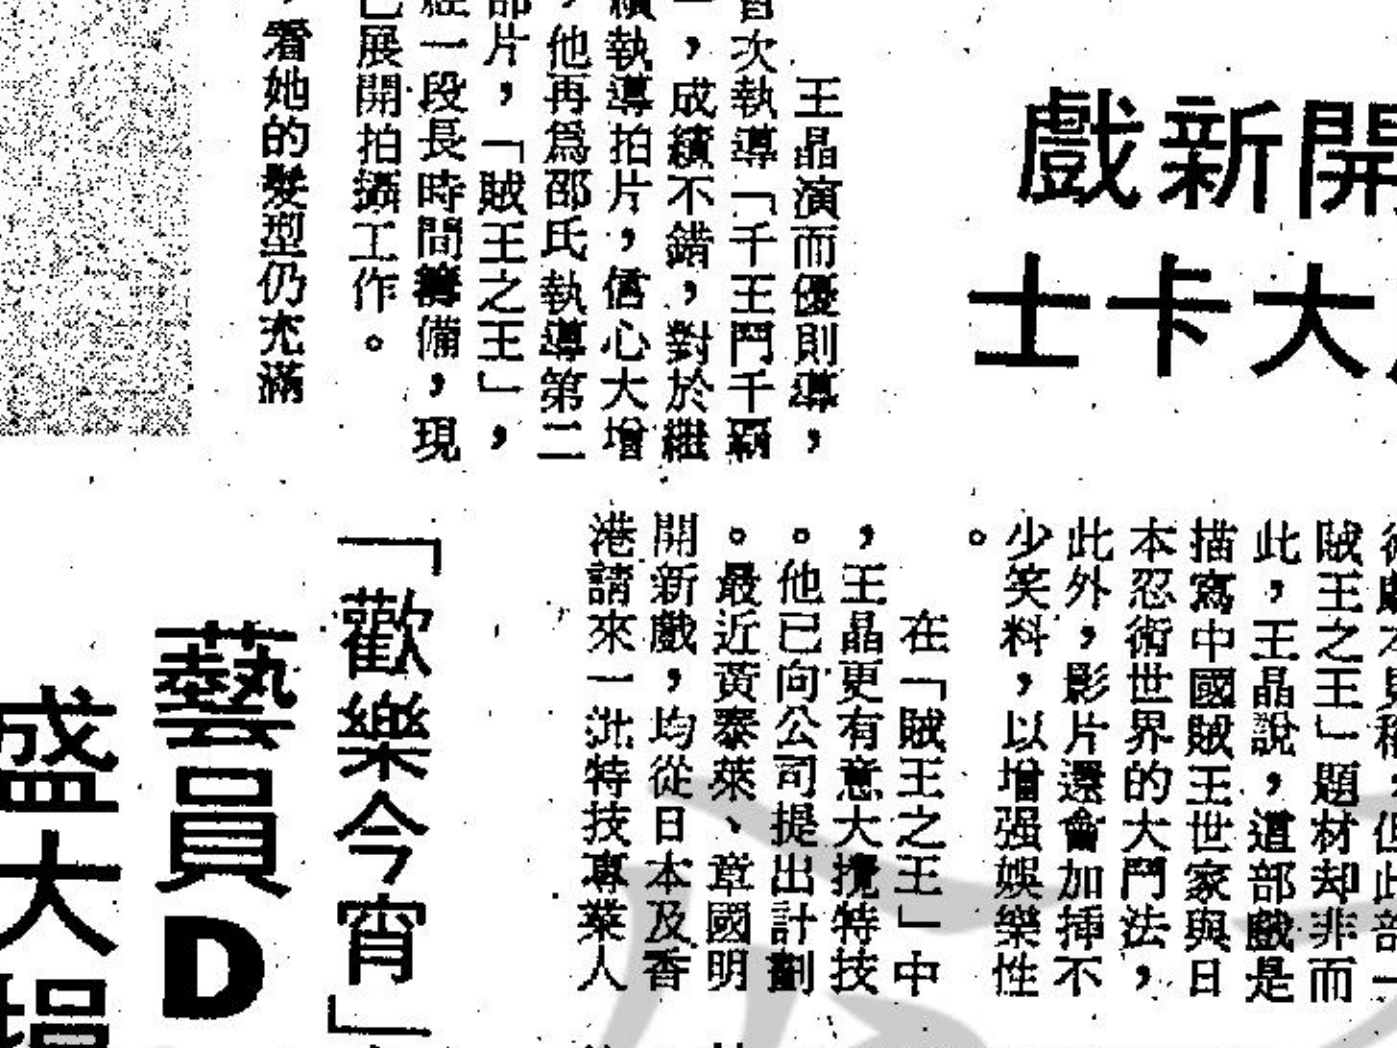 戲新開
士卡大
王晶演而優則導，
次執導「千王鬥千霸
一，成績不錯，對於繼
續執導拍片，信心大增
，他再為邵氏執導第二
部片，「賊王之王」，
經一段長時間籌備，現
已展開拍攝工作。
，看她的髮型仍充滿
賊王之王」題材却非而
此，王晶說，這部戲是
描寫中國賊王世家與日
本忍術世界的大鬥法，
此外，影片還會加揷不
少笑料，以增强娛樂性
。
在「賊王之王」中
，王晶更有意大攪特技
。他已向公司提出計劃
。最近黃泰萊、章國明
開新戲，均從日本及香
港請來一批特技專業人
「歡樂今宵」
藝員D
盛大